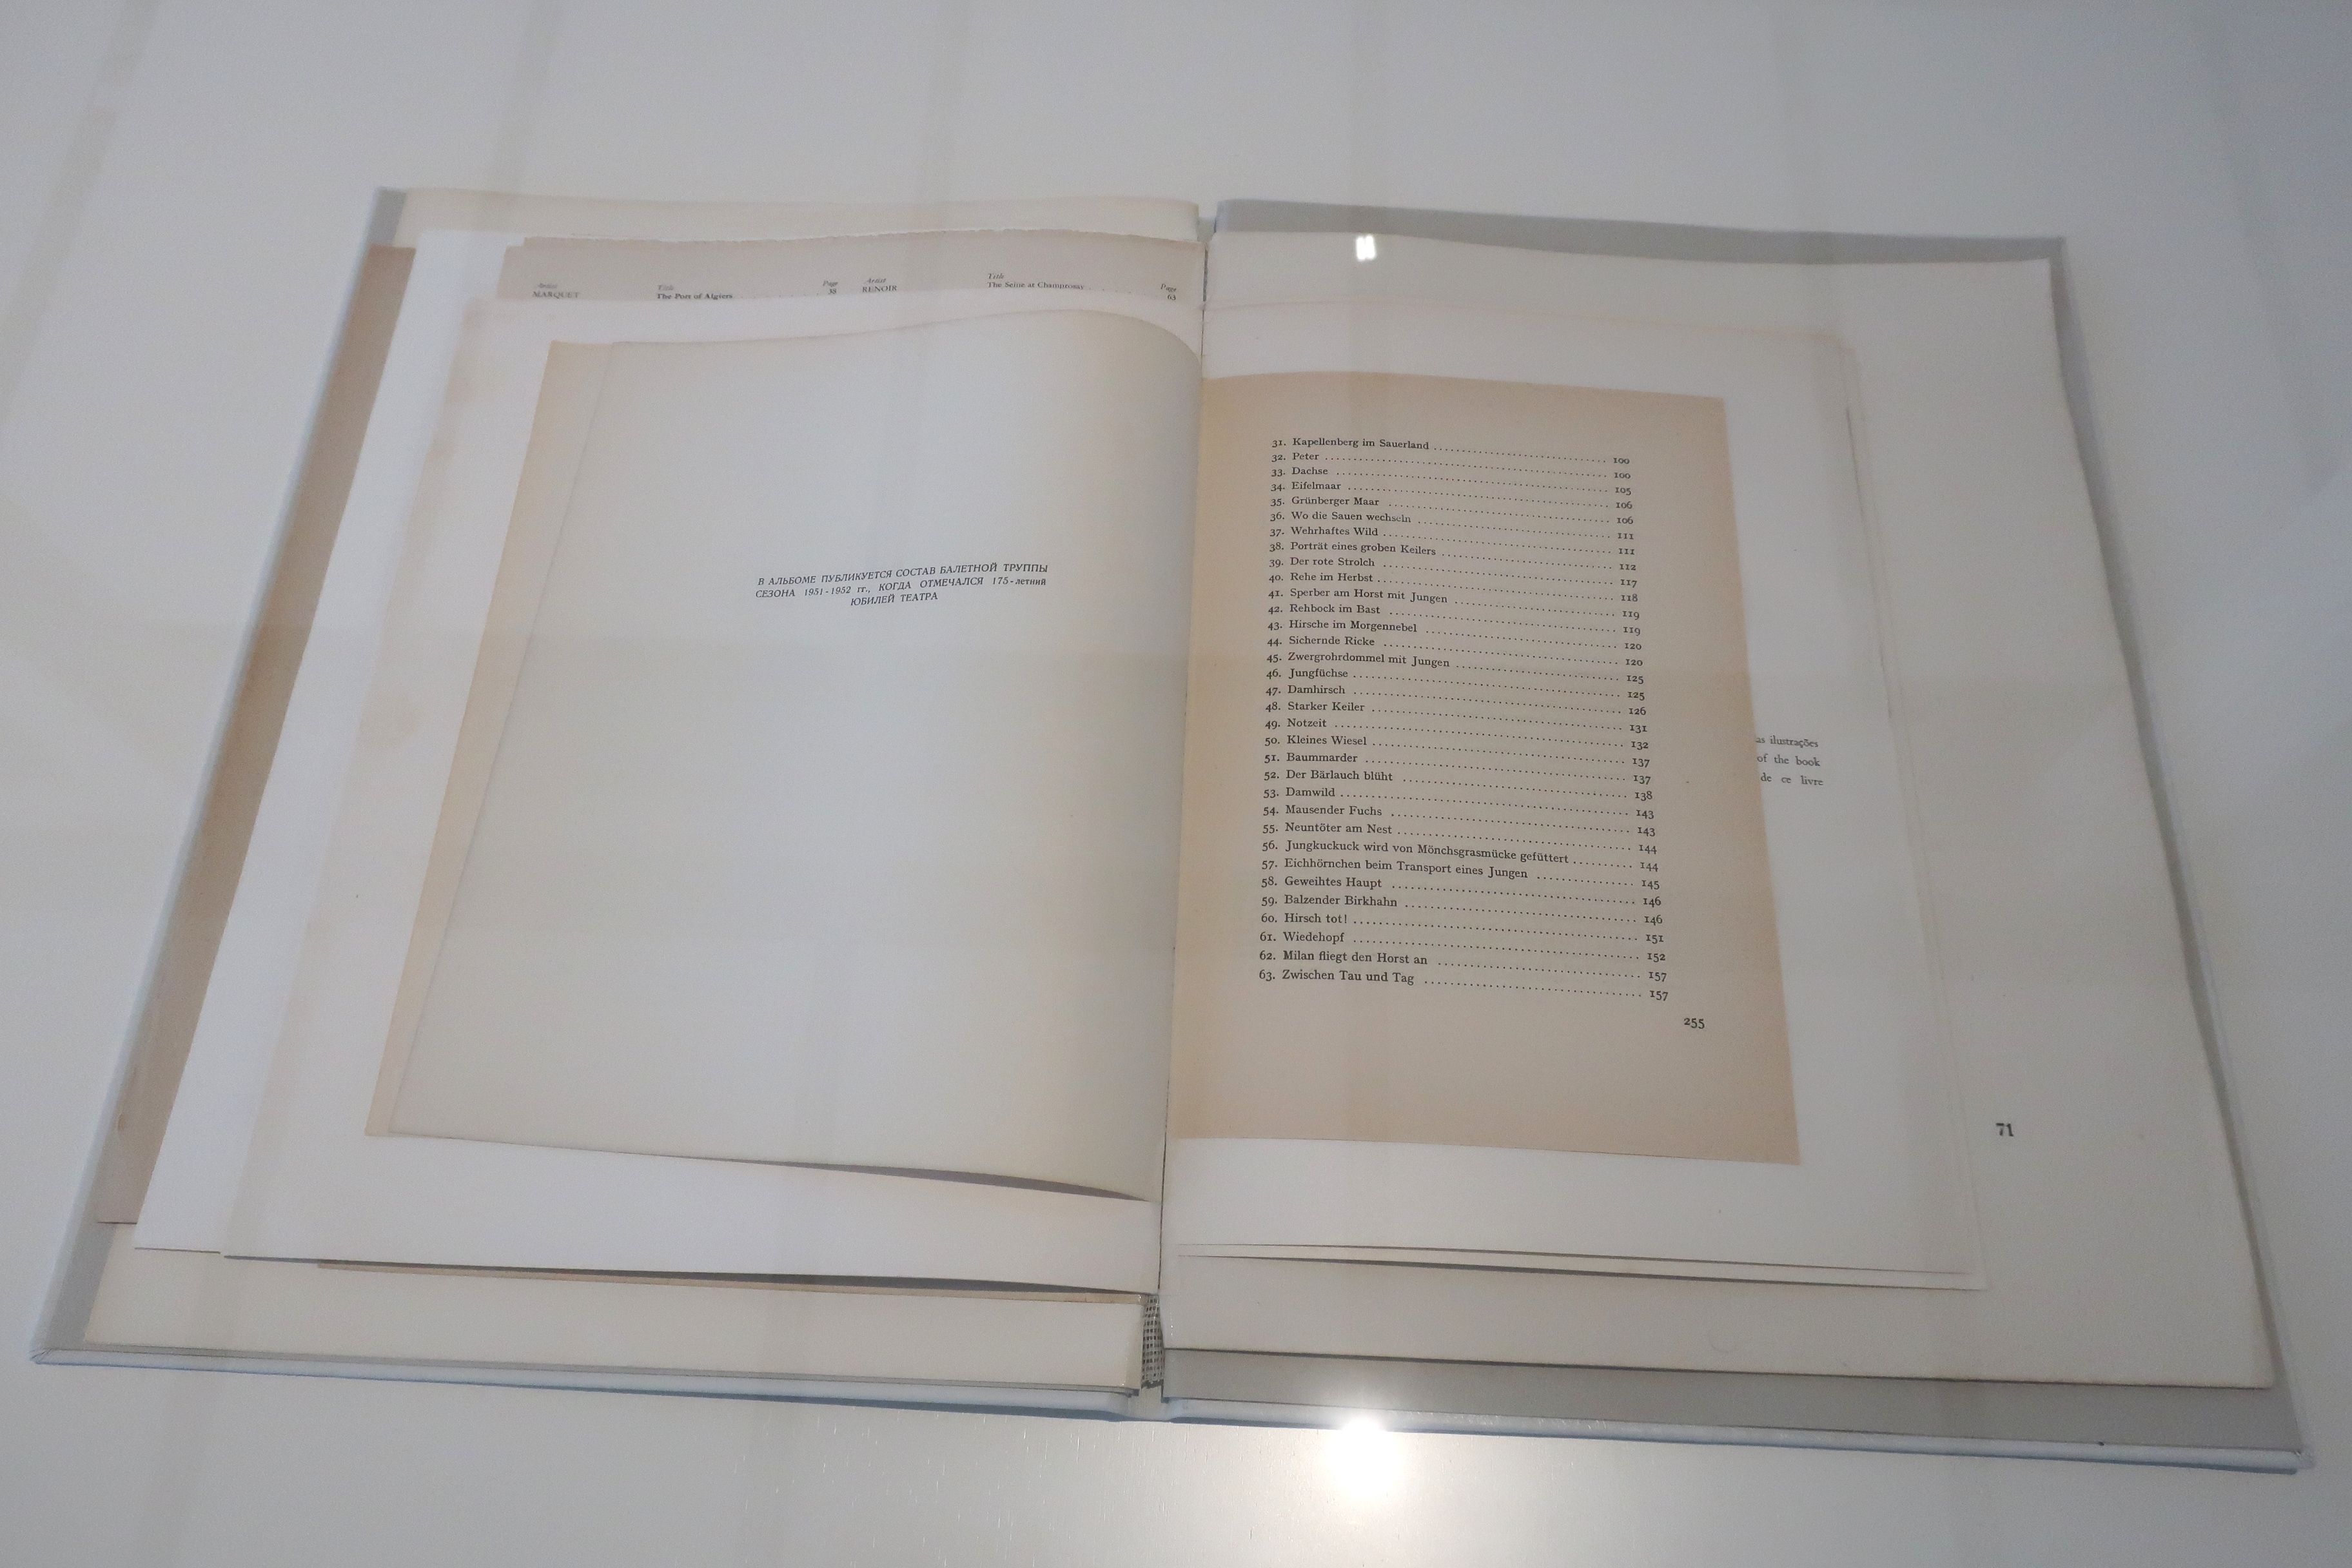 Artist Title Page Artist Title Page
MARQUET The Port of Algiers 35 RENOIR The Seine at Champrosay 63
В АЛЬБОМЕ ПУБЛИКУЕТСЯ СОСТАВ БАЛЕТНОЙ ТРУППЫ
СЕЗОНА 1951-1952 гг., КОГДА ОТМЕЧАЛСЯ 175-летний
ЮБИЛЕЙ ТЕАТРА
31. Kapellenberg im Sauerland 100
32. Peter 100
33. Dachse 105
34. Eifelmaar 106
35. Grünberger Maar 106
36. Wo die Sauen wechseln 111
37. Wehrhaftes Wild 111
38. Porträt eines groben Keilers 112
39. Der rote Strolch 117
40. Rehe im Herbst 118
41. Sperber am Horst mit Jungen 119
42. Rehbock im Bast 119
43. Hirsche im Morgennebel 120
44. Sichernde Ricke 120
45. Zwergrohrdommel mit Jungen 125
46. Jungfüchse 125
47. Damhirsch 126
48. Starker Keiler 131
49. Notzeit 132
50. Kleines Wiesel 137
51. Baummarder 137
52. Der Bärlauch blüht 138
53. Damwild 143
54. Mausender Fuchs 143
55. Neuntöter am Nest 144
56. Jungkuckuck wird von Mönchsgrasmücke gefüttert 144
57. Eichhörnchen beim Transport eines Jungen 145
58. Geweihtes Haupt 146
59. Balzender Birkhahn 146
60. Hirsch tot! 151
61. Wiedehopf 152
62. Milan fliegt den Horst an 157
63. Zwischen Tau und Tag 157
255
as ilustrações
of the book
de ce livre
71